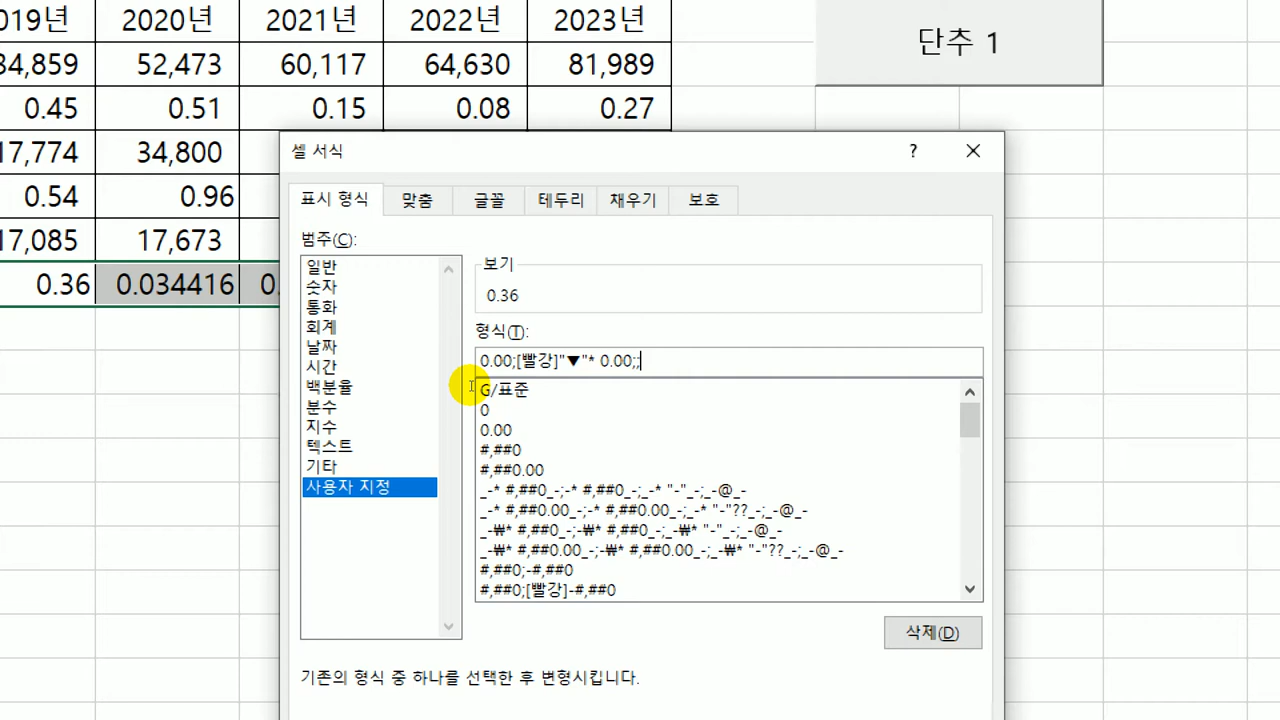 019년 2020년 2021년 2022년 2023년
34,859 52,473 60,117 64,630 81,989
0.45 0.51 0.15 0.08 0.27
17,774 34,800
0.54 0.96
17,085 17,673
0.36 0.034416 0.
단추 1
셀 서식
? ×
표시 형식 맞춤 글꼴 테두리 채우기 보호
범주(C):
일반
숫자
통화
회계
날짜
시간
백분율
분수
지수
텍스트
기타
사용자 지정
보기
0.36
형식(T):
0.00;[빨강]"▼"* 0.00;;
G/표준
0
0.00
#,##0
#,##0.00
_-* #,##0_-;-* #,##0_-;_-* "-"_-;_-@_-
_-* #,##0.00_-;-* #,##0.00_-;_-* "-"??_-;_-@_-
_-₩* #,##0_-;-₩* #,##0_-;_-₩* "-"_-;_-@_-
_-₩* #,##0.00_-;-₩* #,##0.00_-;_-₩* "-"??_-;_-@_-
#,##0;-#,##0
#,##0;[빨강]-#,##0
삭제(D)
기존의 형식 중 하나를 선택한 후 변형시킵니다.